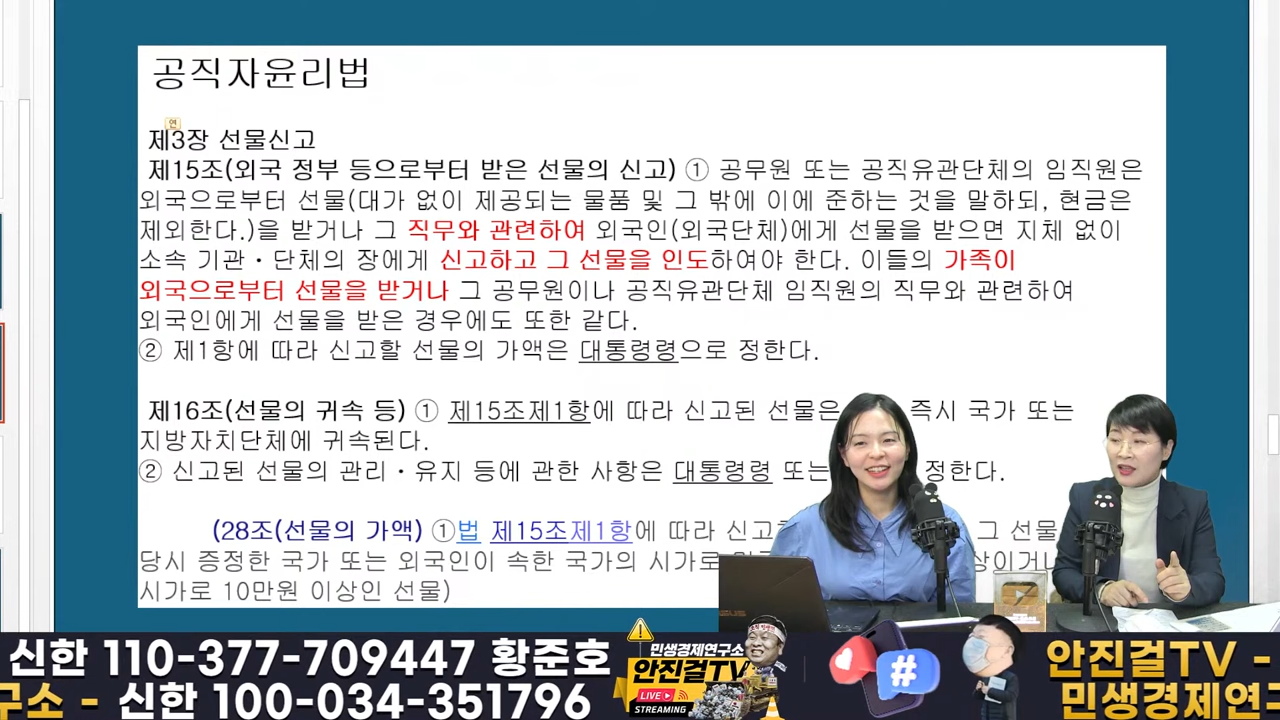 공직자윤리법
연
제3장 선물신고
제15조(외국 정부 등으로부터 받은 선물의 신고) ① 공무원 또는 공직유관단체의 임직원은
외국으로부터 선물(대가 없이 제공되는 물품 및 그 밖에 이에 준하는 것을 말하되, 현금은
제외한다.)을 받거나 그 직무와 관련하여 외국인(외국단체)에게 선물을 받으면 지체 없이
소속 기관·단체의 장에게 신고하고 그 선물을 인도하여야 한다. 이들의 가족이
외국으로부터 선물을 받거나 그 공무원이나 공직유관단체 임직원의 직무와 관련하여
외국인에게 선물을 받은 경우에도 또한 같다.
② 제1항에 따라 신고할 선물의 가액은 대통령령으로 정한다.
제16조(선물의 귀속 등) ① 제15조제1항에 따라 신고된 선물은 즉시 국가 또는
지방자치단체에 귀속된다.
② 신고된 선물의 관리·유지 등에 관한 사항은 대통령령 또는 정한다.
(28조(선물의 가액) ①법 제15조제1항에 따라 신고 그 선물
당시 증정한 국가 또는 외국인이 속한 국가의 시가로
시가로 10만원 이상인 선물)
신한 110-377-709447 황준호
구소 - 신한 100-034-351796
민생경제연구소
안진걸TV
LIVE
STREAMING
#
안진걸TV -
민생경제연구